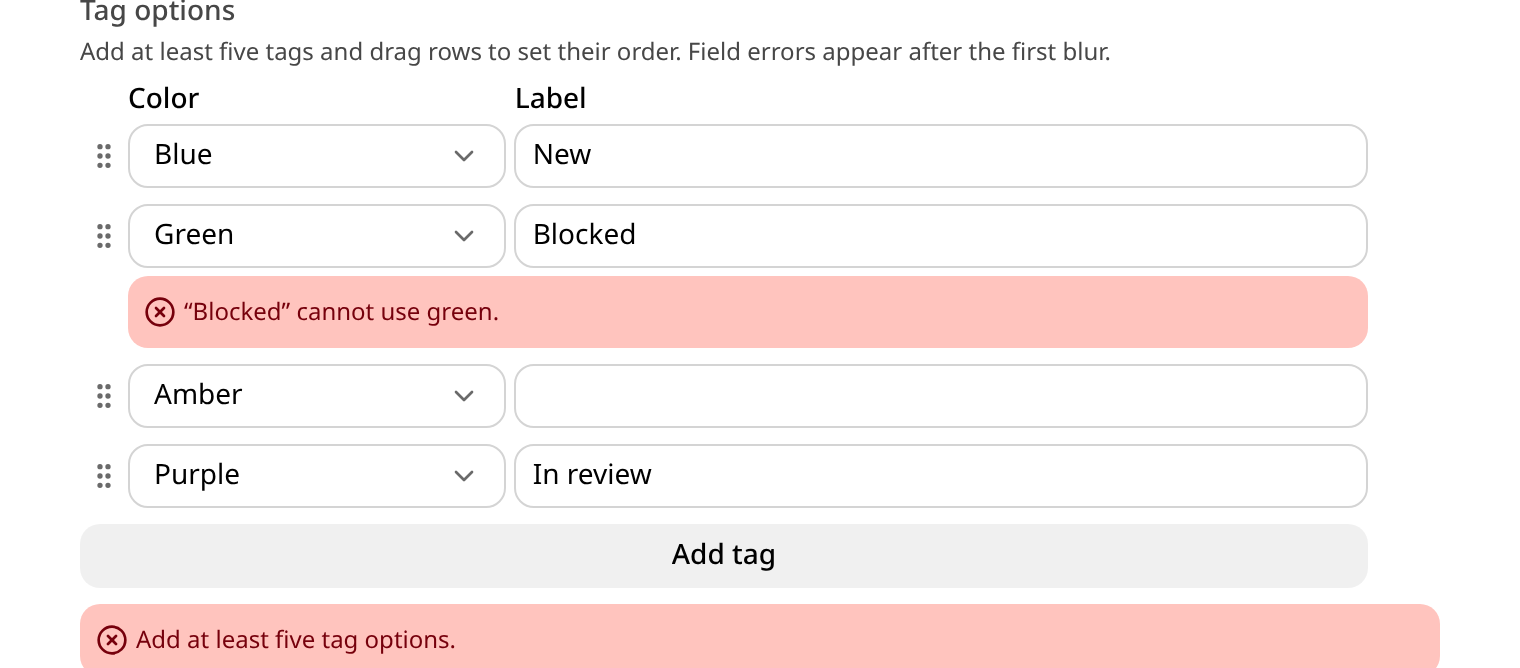 Tag options
Add at least five tags and drag rows to set their order. Field errors appear after the first blur.
Color Label
Blue New
Green Blocked
“Blocked” cannot use green.
Amber
Purple In review
Add tag
Add at least five tag options.